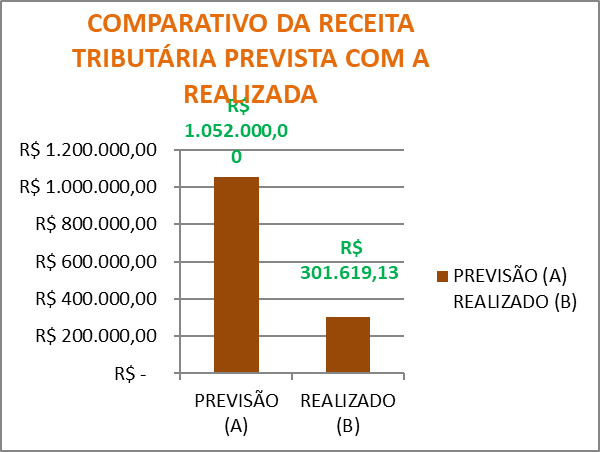 COMPARATIVO DA RECEITA
TRIBUTÁRIA PREVISTA COM A
REALIZADA
R$
1.052.000,0
0
R$ 1.200.000,00
R$ 1.000.000,00
R$ 800.000,00
R$ 600.000,00
R$ 400.000,00
R$ 200.000,00
R$ -
R$
301.619,13
PREVISÃO
(A)
REALIZADO
(B)
PREVISÃO (A)
REALIZADO (B)